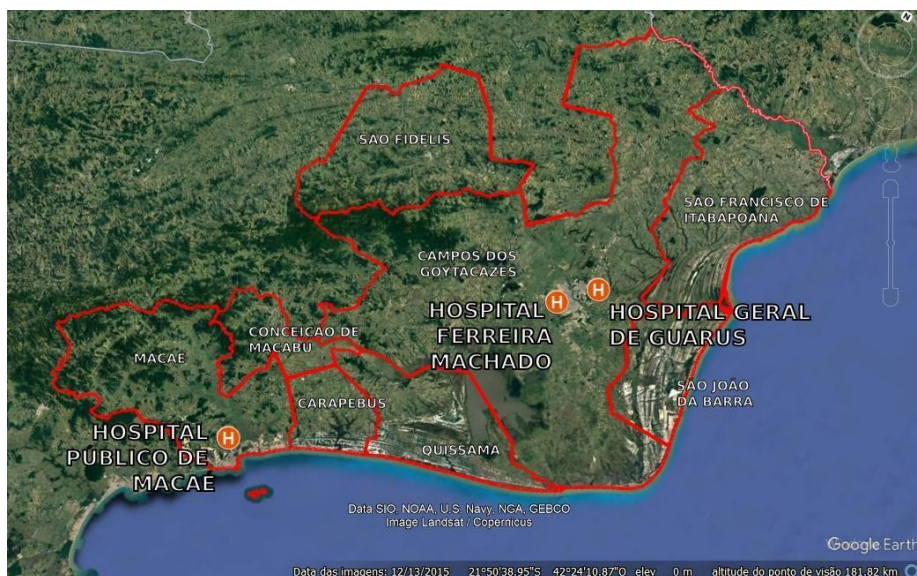 N
SAO FIDELIS
SAO FRANCISCO DE
ITABAPOANA
CAMPOS DOS
GOYTACAZES
H
H
HOSPITAL
FERREIRA
MACHADO
HOSPITAL GERAL
DE GUARUS
CONCEICAO DE
MACABU
MACAE
CARAPEBUS
SAO JOÃO
DA BARRA
HOSPITAL
PUBLICO DE
MACAE
H
QUISSAMA
Data SIO, NOAA, U.S. Navy, NGA, GEBCO
Image Landsat / Copernicus
Google Earth
Data das imagens: 12/13/2015 21°50'38.95"S 42°24'10.87"O elev 0 m altitude do ponto de visão 181.82 km